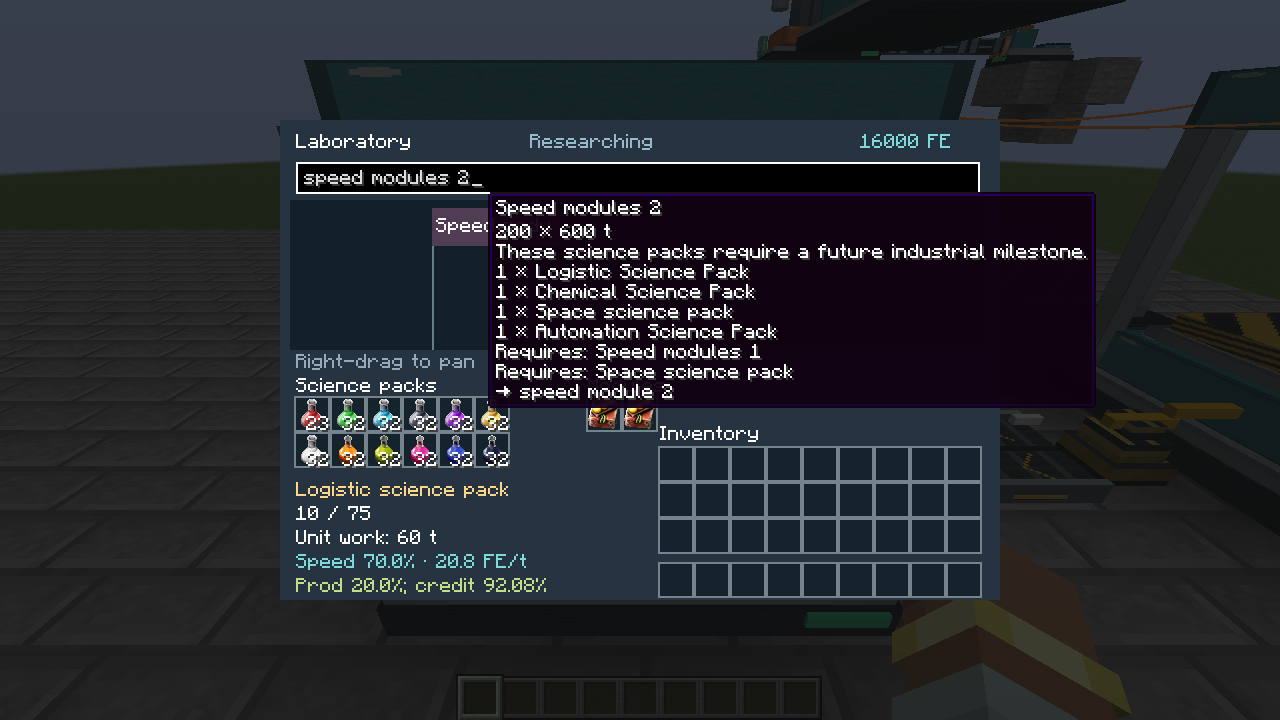 Laboratory Researching 16000 FE
speed modules 2_
Speed
Speed modules 2
200 × 600 t
These science packs require a future industrial milestone.
1 × Logistic Science Pack
1 × Chemical Science Pack
1 × Space science pack
1 × Automation Science Pack
Requires: Speed modules 1
Requires: Space science pack
→ speed module 2
Right-drag to pan
Science packs
23 32 32 32 32 32
32 32 32 32 32 32
Inventory
Logistic science pack
10 / 75
Unit work: 60 t
Speed 70.0% · 20.8 FE/t
Prod 20.0%; credit 92.08%